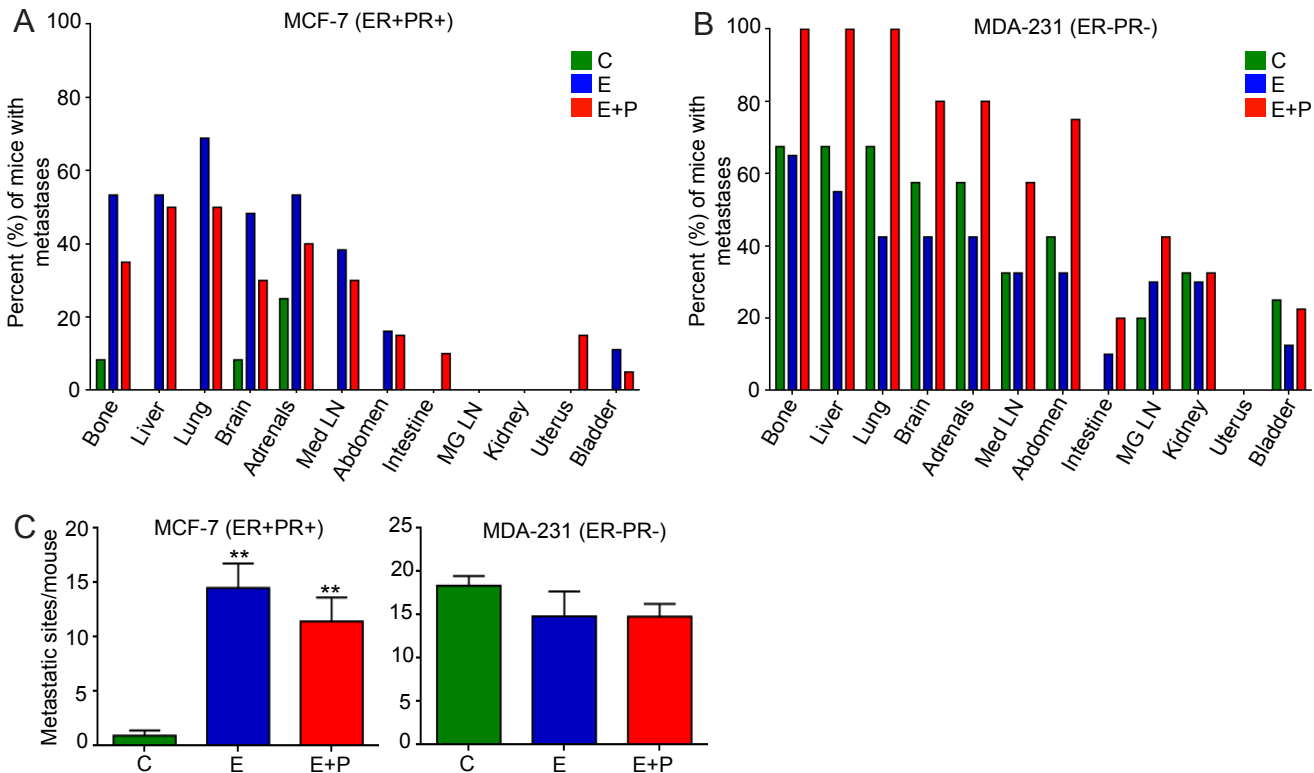 A
MCF-7 (ER+PR+)
C
E
E+P
Percent (%) of mice with
metastases
100
80
60
40
20
0
Bone
Liver
Lung
Brain
Adrenals
Med LN
Abdomen
Intestine
MG LN
Kidney
Uterus
Bladder
B
MDA-231 (ER-PR-)
C
E
E+P
Percent (%) of mice with
metastases
100
80
60
40
20
0
Bone
Liver
Lung
Brain
Adrenals
Med LN
Abdomen
Intestine
MG LN
Kidney
Uterus
Bladder
C
MCF-7 (ER+PR+)
Metastatic sites/mouse
20
15
10
5
0
**
**
C
E
E+P
MDA-231 (ER-PR-)
25
20
15
10
5
0
C
E
E+P